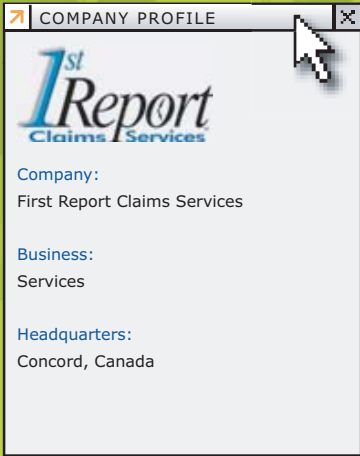 COMPANY PROFILE
1st Report
Claims Services
Company:
First Report Claims Services
Business:
Services
Headquarters:
Concord, Canada